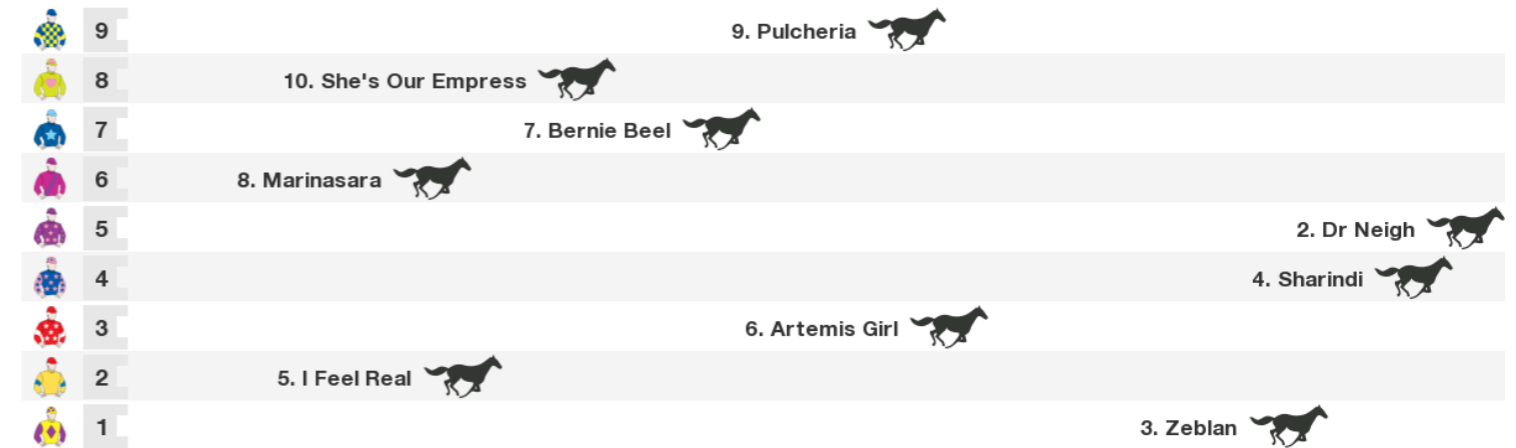 9 9. Pulcheria
8 10. She's Our Empress
7 7. Bernie Beel
6 8. Marinasara
5 2. Dr Neigh
4 4. Sharindi
3 6. Artemis Girl
2 5. I Feel Real
1 3. Zeblan